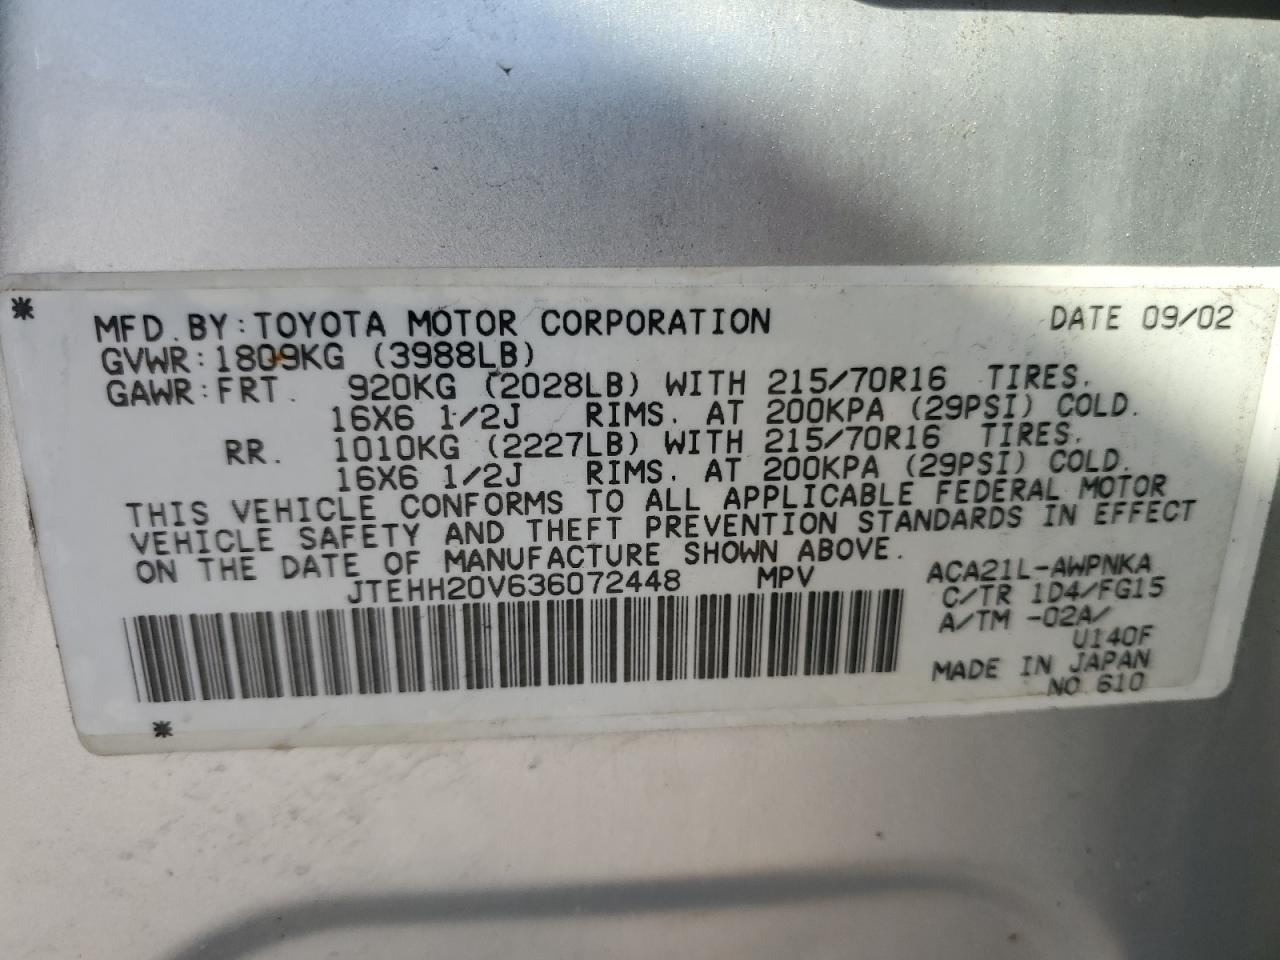 MFD. BY: TOYOTA MOTOR CORPORATION DATE 09/02
GVWR: 1809KG (3988LB)
GAWR: FRT. 920KG (2028LB) WITH 215/70R16 TIRES.
16X6 1/2J RIMS. AT 200KPA (29PSI) COLD.
RR. 1010KG (2227LB) WITH 215/70R16 TIRES.
16X6 1/2J RIMS. AT 200KPA (29PSI) COLD.
THIS VEHICLE CONFORMS TO ALL APPLICABLE FEDERAL MOTOR
VEHICLE SAFETY AND THEFT PREVENTION STANDARDS IN EFFECT
ON THE DATE OF MANUFACTURE SHOWN ABOVE.
JTEHH20V636072448 MPV
ACA21L-AWPNKA
C/TR 1D4/FG15
A/TM -02A/
U140F
MADE IN JAPAN
NO 610